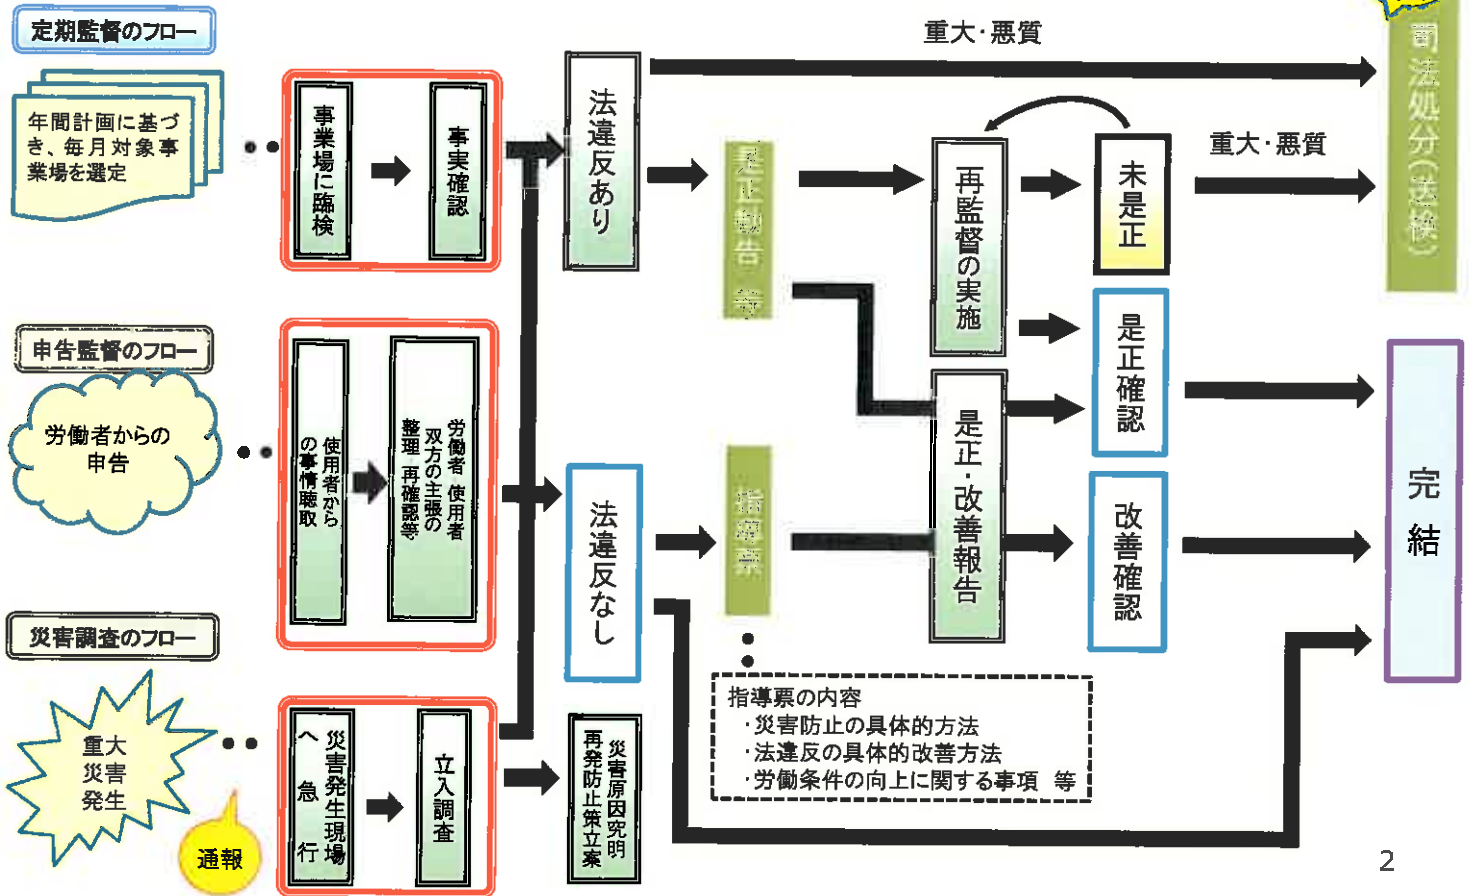 定期監督のフロー
年間計画に基づ
き、毎月対象事
業場を選定
事業場に臨検
事実確認
法違反あり
重大・悪質
是正勧告 等
再監督の実施
未是正
重大・悪質
司法処分(送検)
申告監督のフロー
労働者からの
申告
使用者から
の事情聴取
労働者・使用者
双方の主張の
整理・再確認等
法違反なし
指導票
是正・改善報告
是正確認
改善確認
完結
災害調査のフロー
重大
災害
発生
通報
災害発生現場
へ急行
立入調査
災害原因究明
再発防止策立案
指導票の内容
・災害防止の具体的方法
・法違反の具体的改善方法
・労働条件の向上に関する事項 等
2